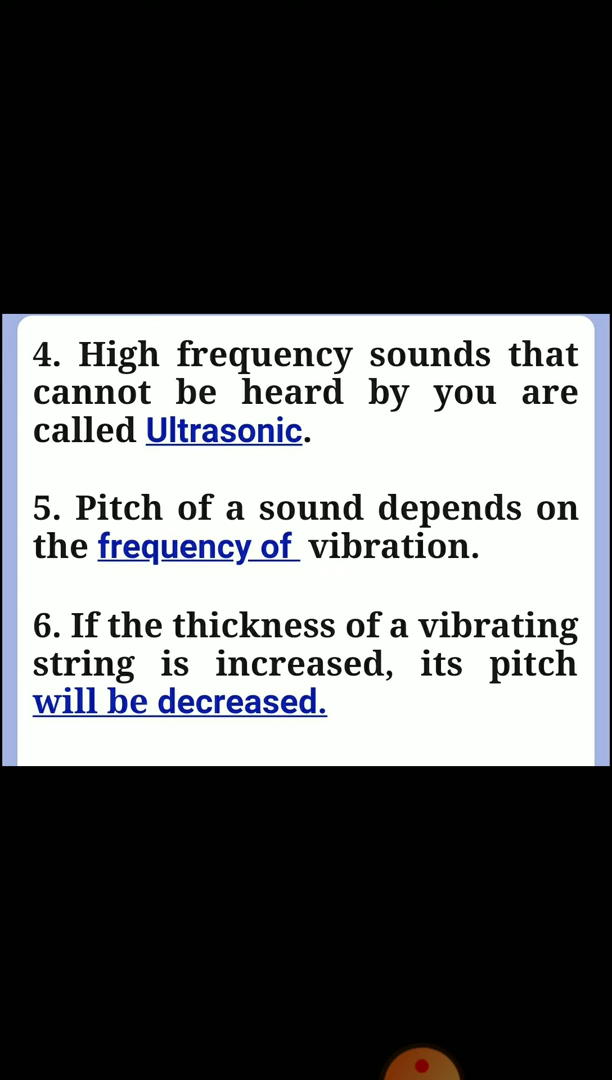 4. High frequency sounds that
cannot be heard by you are
called Ultrasonic.
5. Pitch of a sound depends on
the frequency of vibration.
6. If the thickness of a vibrating
string is increased, its pitch
will be decreased.